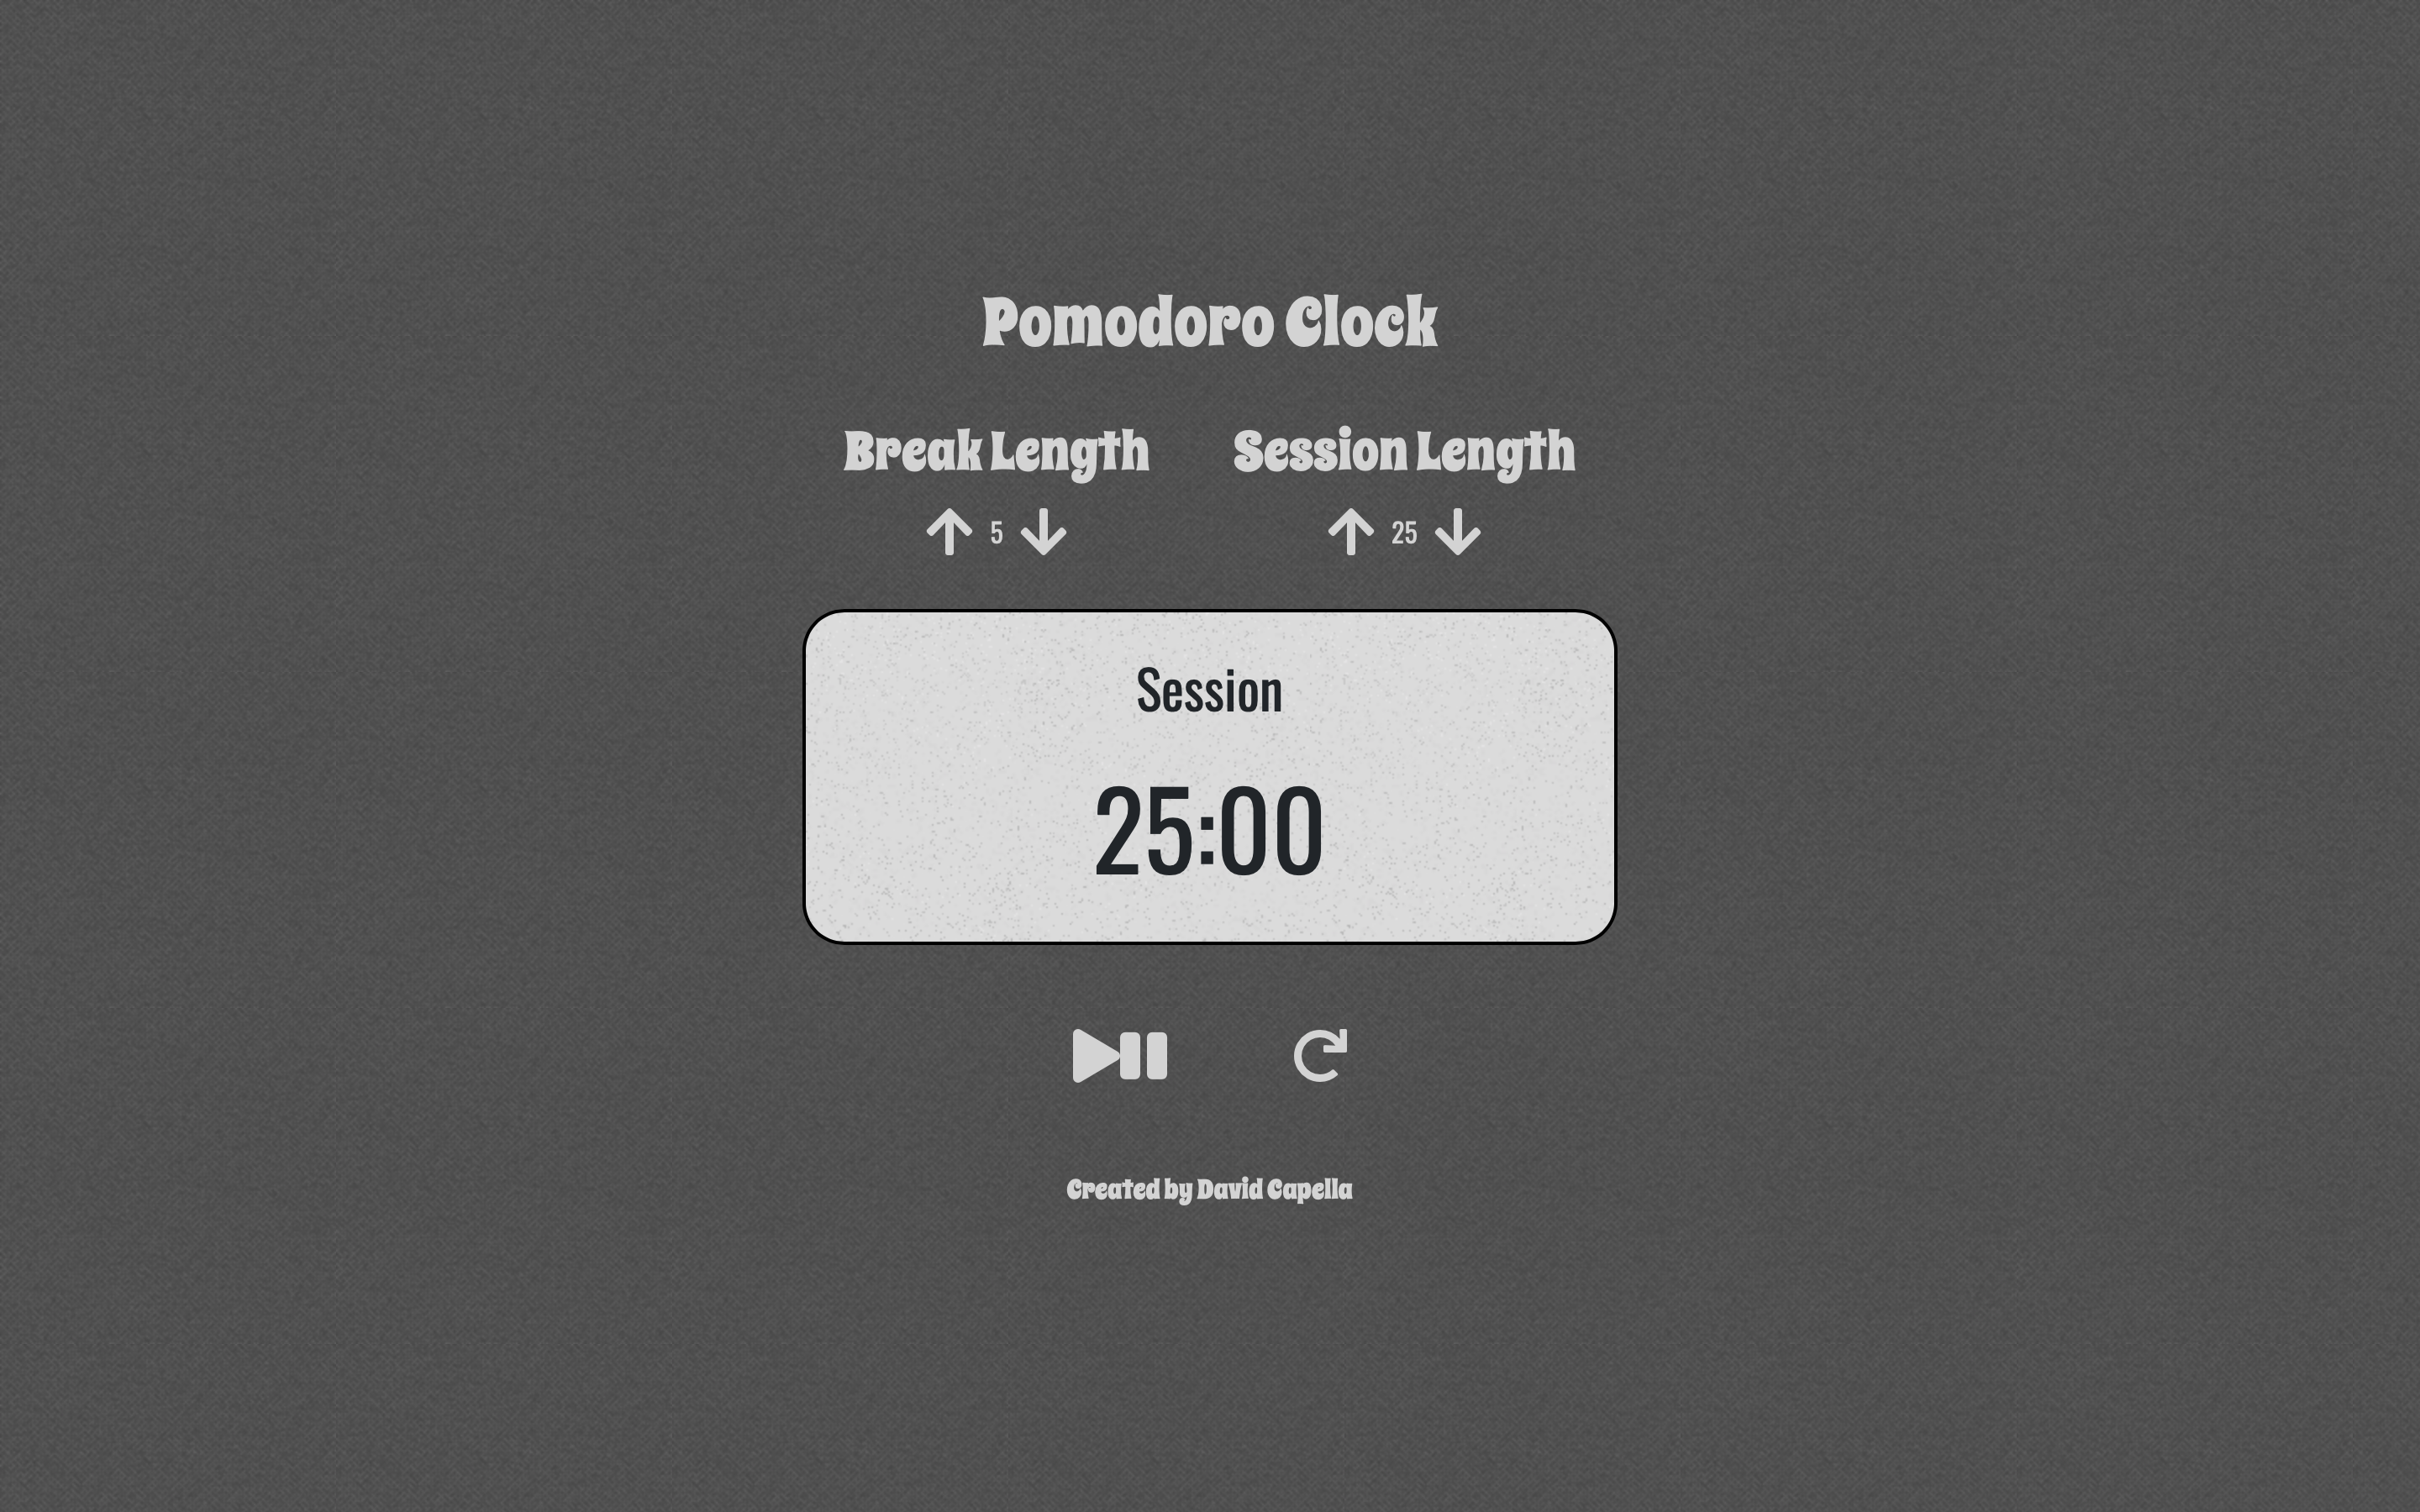 Pomodoro Clock
Break Length
Session Length
5
25
Session
25:00
Created by David Capella